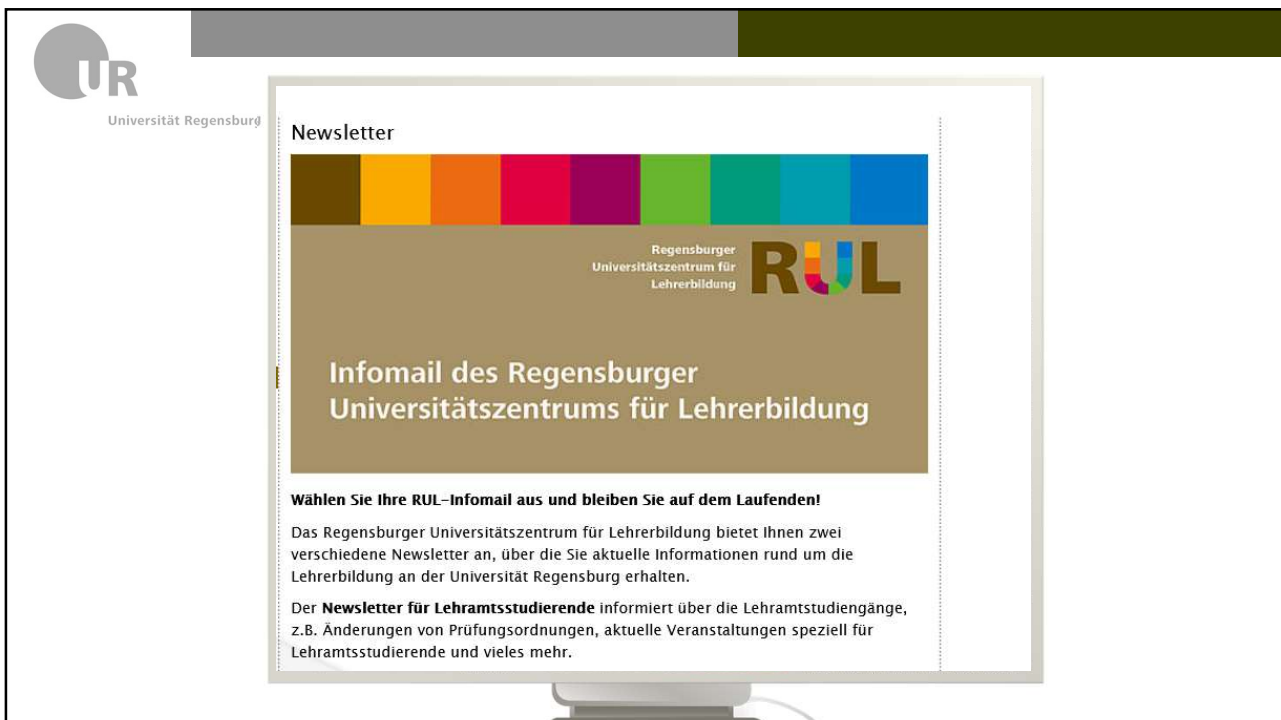 UR
Universität Regensburg
Newsletter
Regensburger
Universitätszentrum für
Lehrerbildung
RUL
Infomail des Regensburger
Universitätszentrums für Lehrerbildung
Wählen Sie Ihre RUL-Infomail aus und bleiben Sie auf dem Laufenden!
Das Regensburger Universitätszentrum für Lehrerbildung bietet Ihnen zwei
verschiedene Newsletter an, über die Sie aktuelle Informationen rund um die
Lehrerbildung an der Universität Regensburg erhalten.
Der Newsletter für Lehramtsstudierende informiert über die Lehramtstudiengänge,
z.B. Änderungen von Prüfungsordnungen, aktuelle Veranstaltungen speziell für
Lehramtsstudierende und vieles mehr.